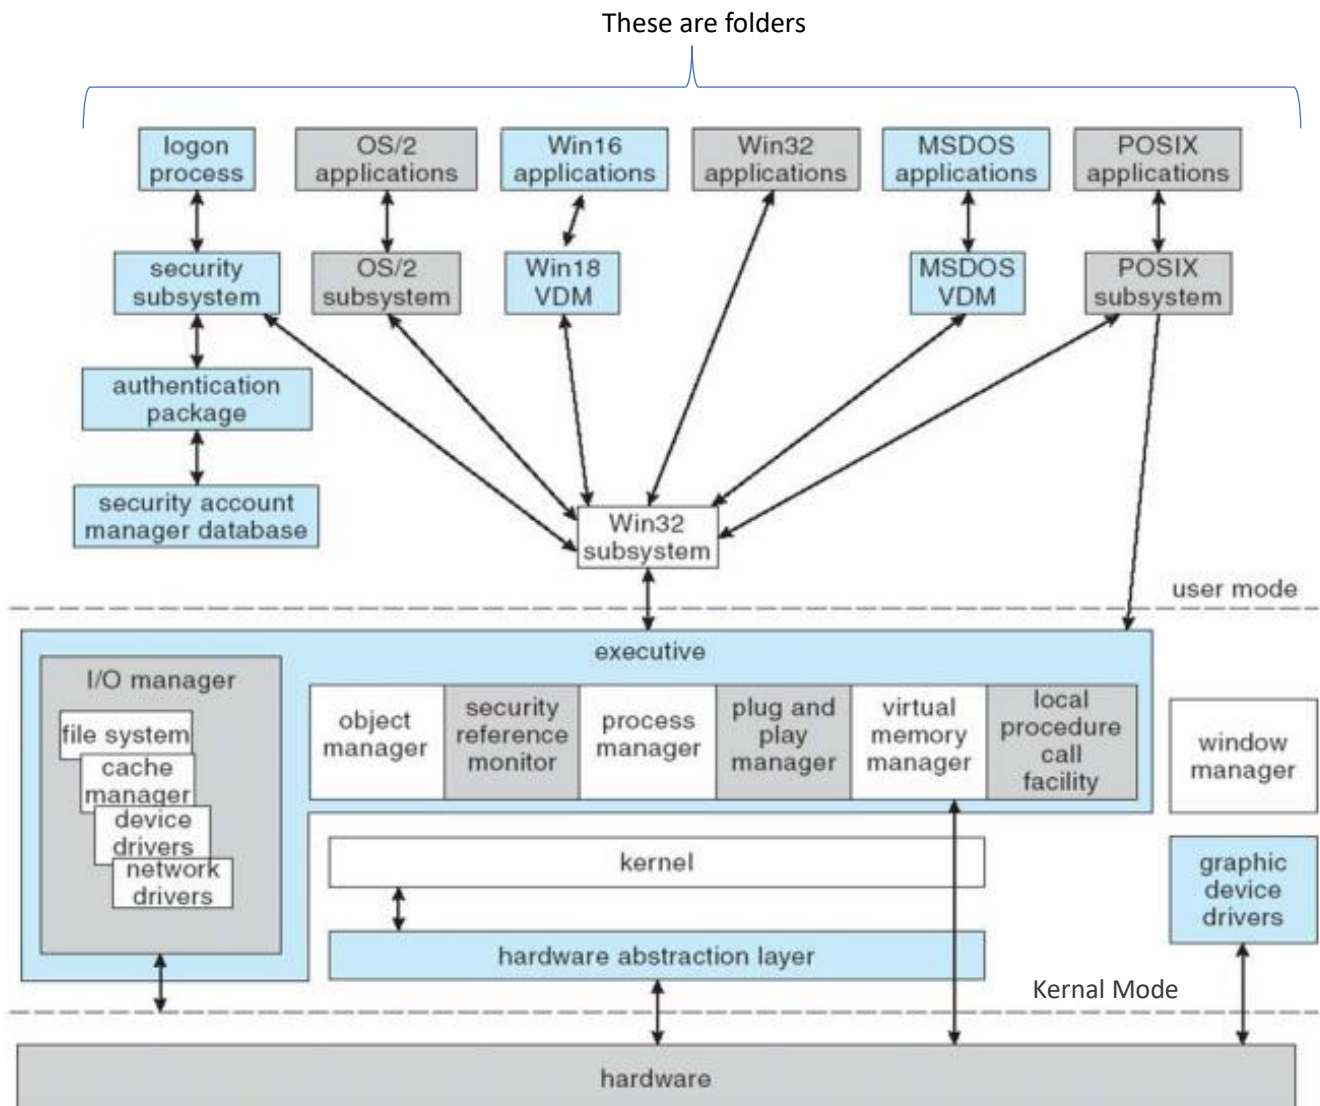 These are folders
logon
process
OS/2
applications
Win16
applications
Win32
applications
MSDOS
applications
POSIX
applications
security
subsystem
OS/2
subsystem
Win18
VDM
MSDOS
VDM
POSIX
subsystem
authentication
package
security account
manager database
Win32
subsystem
user mode
executive
I/O manager
file system
cache
manager
device
drivers
network
drivers
object
manager
security
reference
monitor
process
manager
plug and
play
manager
virtual
memory
manager
local
procedure
call
facility
window
manager
kernel
graphic
device
drivers
hardware abstraction layer
Kernal Mode
hardware